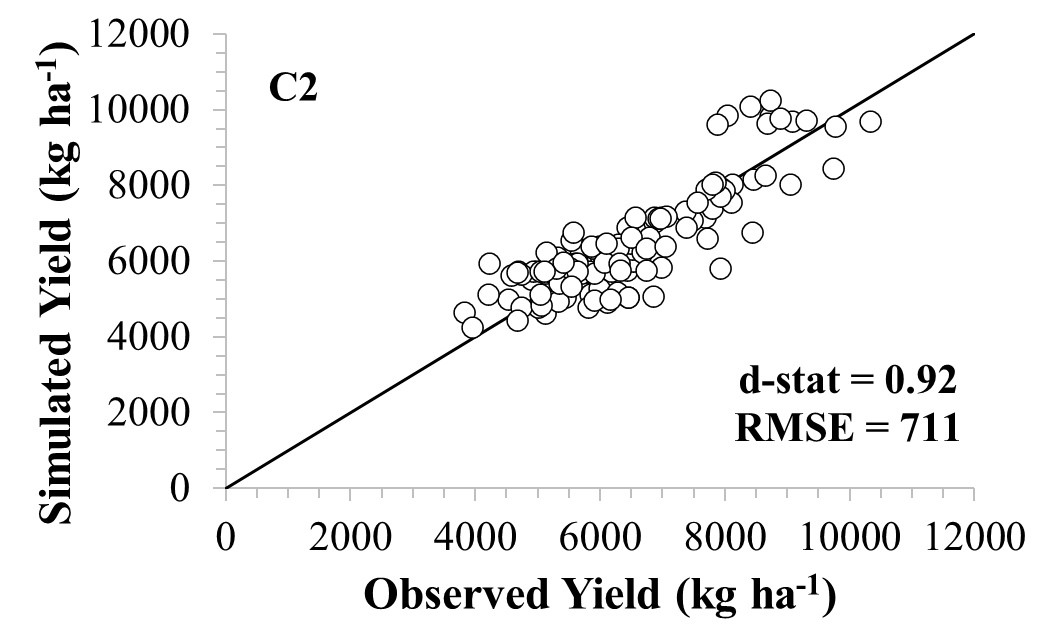 12000
10000
8000
6000
4000
2000
0
Simulated Yield (kg ha-1)
C2
d-stat = 0.92
RMSE = 711
0 2000 4000 6000 8000 10000 12000
Observed Yield (kg ha-1)